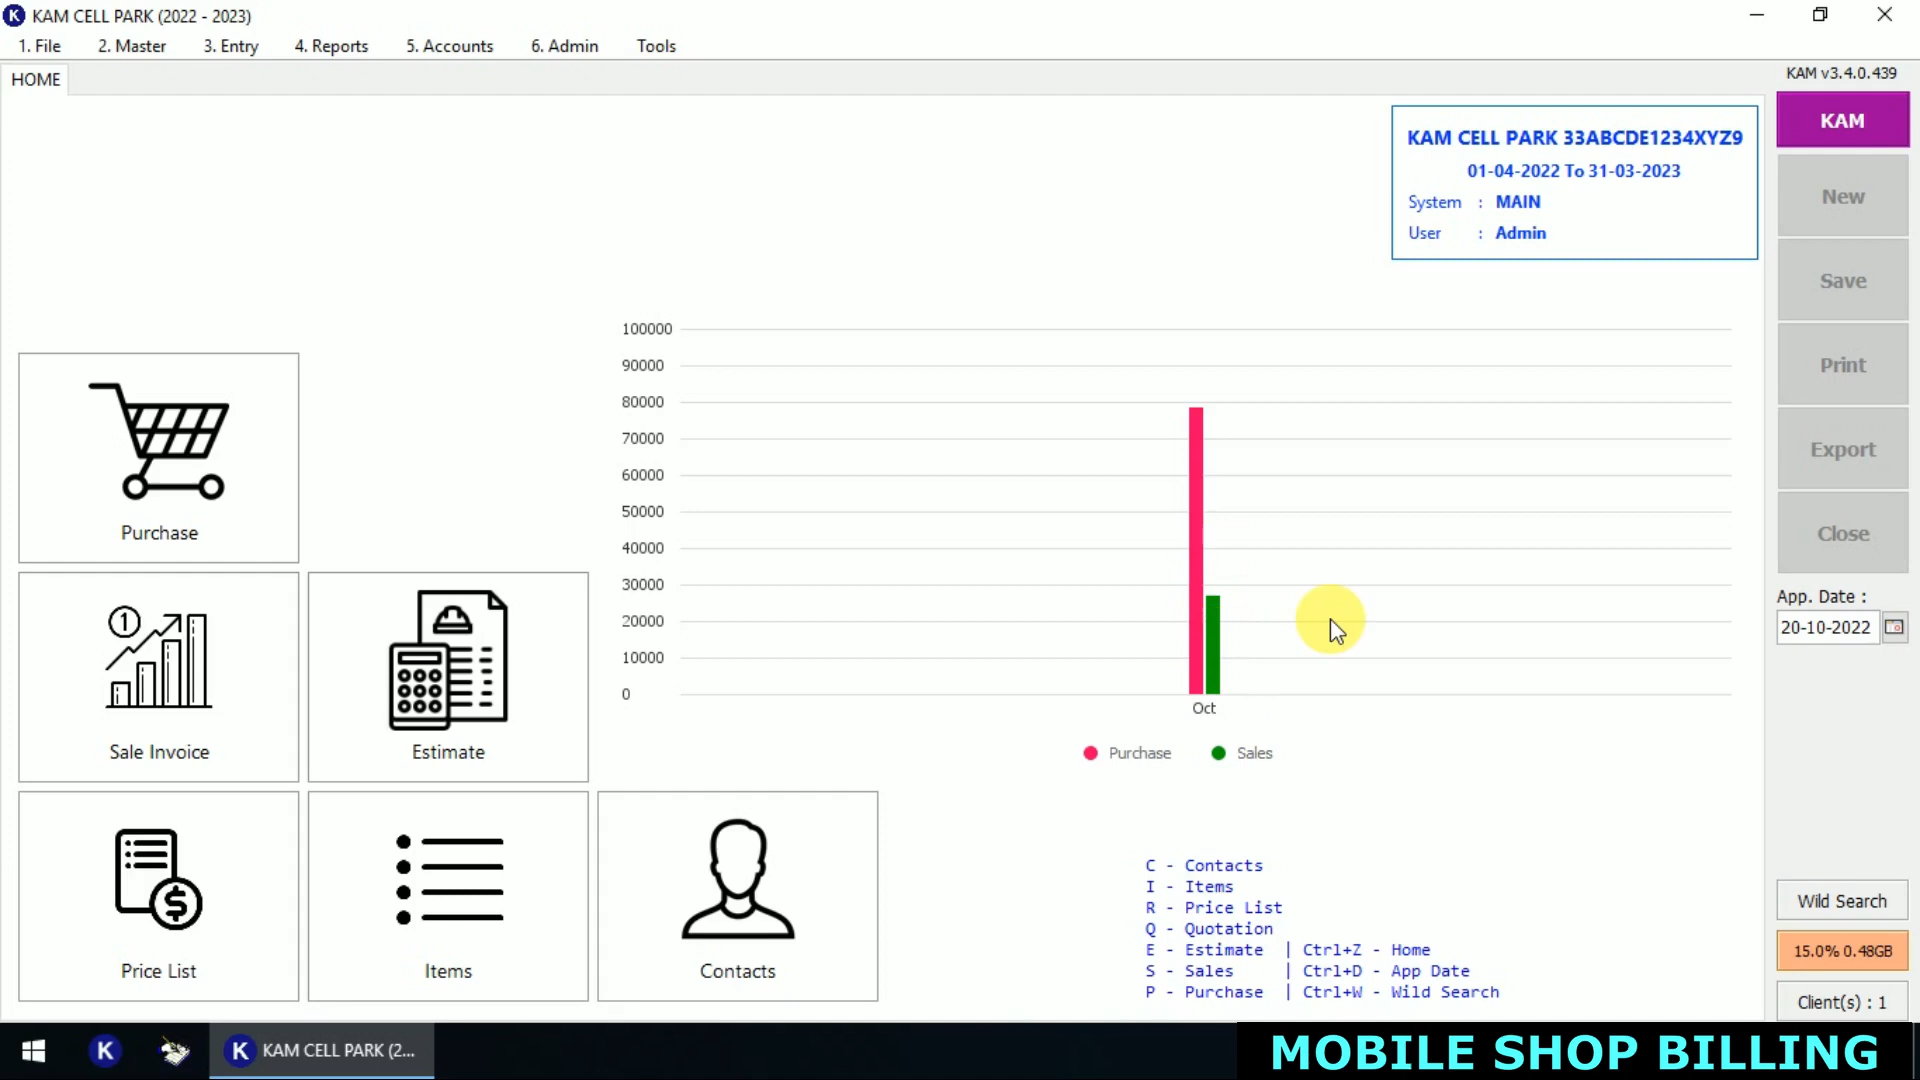 KAM CELL PARK (2022 - 2023)
1. File 2. Master 3. Entry 4. Reports 5. Accounts 6. Admin Tools
HOME
KAM v3.4.0.439
KAM
New
Save
Print
Export
Close
App. Date :
20-10-2022
Wild Search
15.0% 0.48GB
Client(s) : 1
KAM CELL PARK 33ABCDE1234XYZ9
01-04-2022 To 31-03-2023
System : MAIN
User : Admin
100000
90000
80000
70000
60000
50000
40000
30000
20000
10000
0
Oct
Purchase Sales
Purchase
1
Sale Invoice
Estimate
$
Price List
Items
Contacts
C - Contacts
I - Items
R - Price List
Q - Quotation
E - Estimate | Ctrl+Z - Home
S - Sales | Ctrl+D - App Date
P - Purchase | Ctrl+W - Wild Search
K
K
K KAM CELL PARK (2...
MOBILE SHOP BILLING